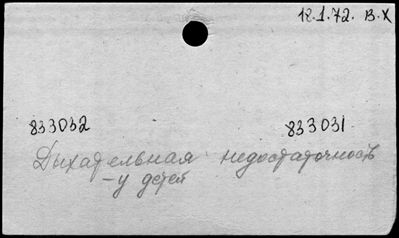 12.1.72. В.Х
833032 833031
Дыхательная недостаточность
- у детей